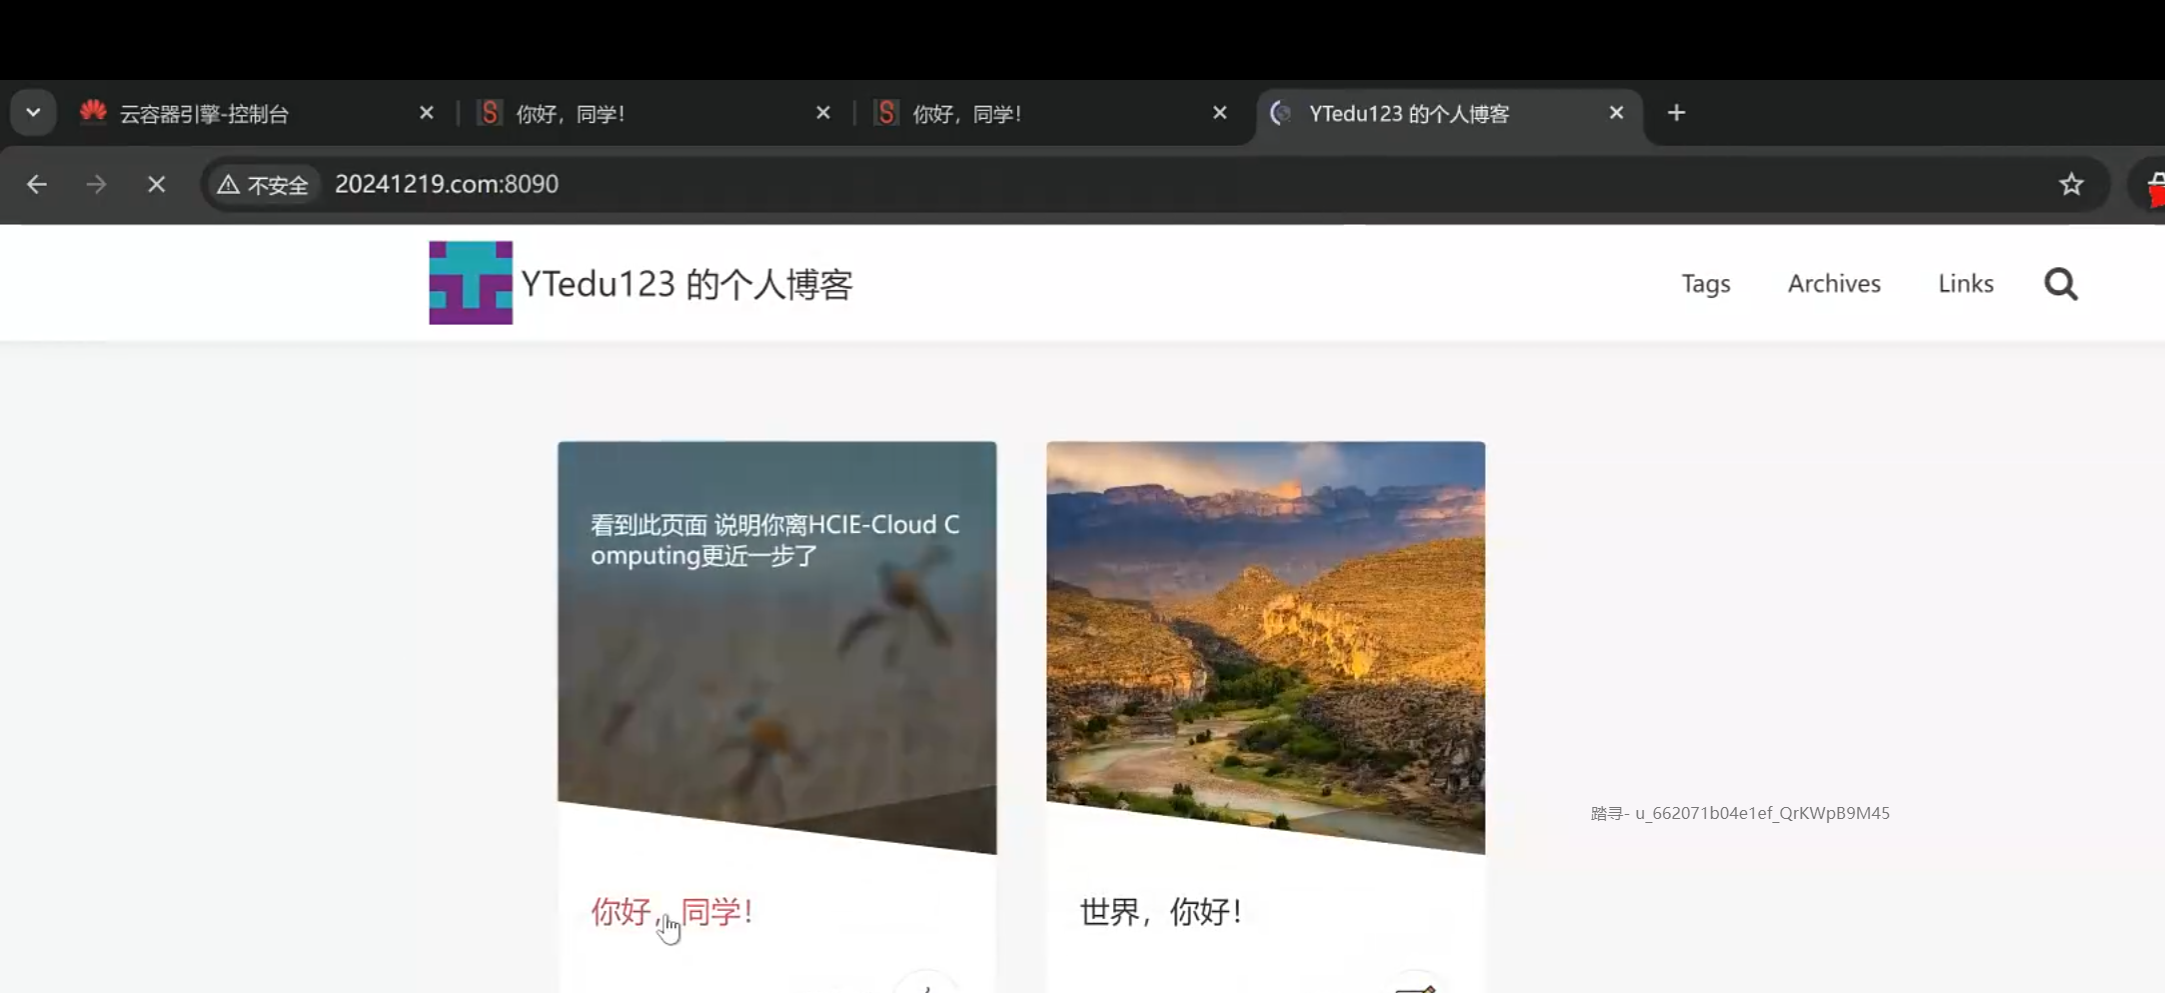 云容器引擎-控制台
你好，同学！
你好，同学！
YTedu123 的个人博客
不安全
20241219.com:8090
YTedu123 的个人博客
Tags
Archives
Links
看到此页面 说明你离HCIE-Cloud C
omputing更近一步了
踏寻- u_662071b04e1ef_QrKWpB9M45
你好，同学！
世界，你好！